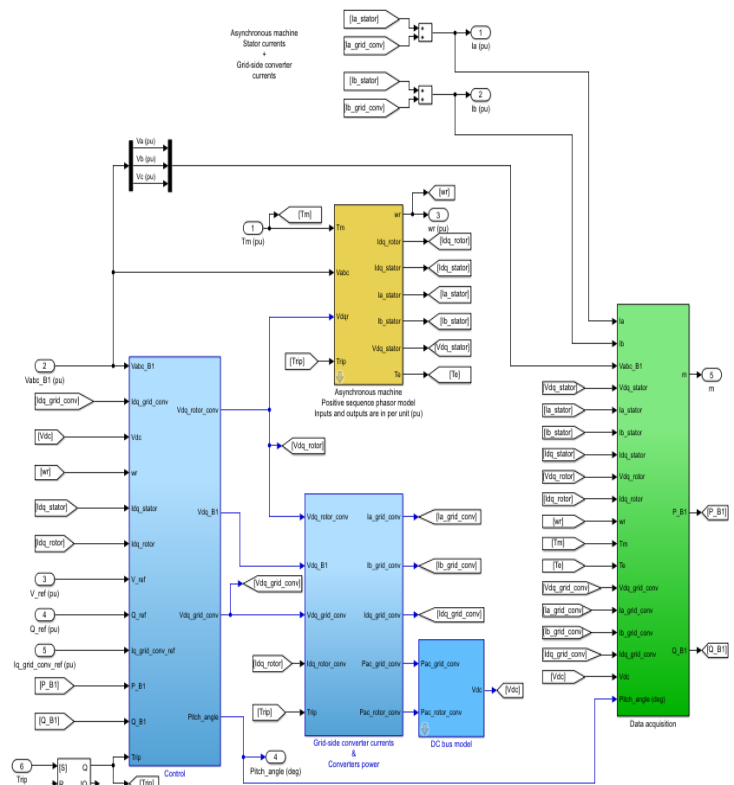 Asynchronous machine
Stator currents
+
Grid-side converter
currents
[Ia_stator]
[Ia_grid_conv]
1
Ia (pu)
[Ib_stator]
[Ib_grid_conv]
2
Ib (pu)
Va (pu)
Vb (pu)
Vc (pu)
1
Tm (pu)
[Tm]
Tm
Vabc
Vdqr
Trip
wr
Idq_rotor
Idq_stator
Ia_stator
Ib_stator
Vdq_stator
Te
[wr]
3
wr (pu)
[Idq_rotor]
[Idq_stator]
[Ia_stator]
[Ib_stator]
[Vdq_stator]
[Te]
[Trip]
Asynchronous machine
Positive sequence phasor model
Inputs and outputs are in per unit (pu)
2
Vabc_B1 (pu)
[Idq_grid_conv]
[Vdc]
[wr]
[Idq_stator]
[Idq_rotor]
3
V_ref (pu)
4
Q_ref (pu)
5
Iq_grid_conv_ref (pu)
[P_B1]
[Q_B1]
6
Trip
[S]
Q
R
!Q
[Trip]
Vabc_B1
Idq_grid_conv
Vdc
wr
Idq_stator
Idq_rotor
V_ref
Q_ref
Iq_grid_conv_ref
P_B1
Q_B1
Trip
Vdq_rotor_conv
Vdq_B1
Vdq_grid_conv
Pitch_angle
Control
[Vdq_rotor]
[Vdq_grid_conv]
[Idq_rotor]
[Trip]
4
Pitch_angle (deg)
Vdq_rotor_conv
Vdq_B1
Vdq_grid_conv
Idq_rotor_conv
Trip
Ia_grid_conv
Ib_grid_conv
Idq_grid_conv
Pac_grid_conv
Pac_rotor_conv
Grid-side converter currents
&
Converters power
[Ia_grid_conv]
[Ib_grid_conv]
[Idq_grid_conv]
Pac_grid_conv
Pac_rotor_conv
Vdc
DC bus model
[Vdc]
[Vdq_stator]
[Ia_stator]
[Ib_stator]
[Idq_stator]
[Vdq_rotor]
[Idq_rotor]
[wr]
[Tm]
[Te]
[Vdq_grid_conv]
[Ia_grid_conv]
[Ib_grid_conv]
Idq_grid_conv]
[Vdc]
Ia
Ib
Vabc_B1
Vdq_stator
Ia_stator
Ib_stator
Idq_stator
Vdq_rotor
Idq_rotor
wr
Tm
Te
Vdq_grid_conv
Ia_grid_conv
Ib_grid_conv
Idq_grid_conv
Vdc
Pitch_angle (deg)
m
P_B1
Q_B1
Data acquisition
5
m
[P_B1]
[Q_B1]